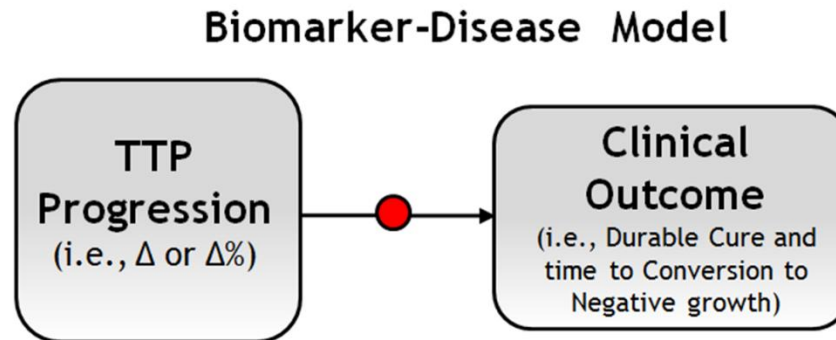 Biomarker-Disease Model
TTP
Progression
(i.e., Δ or Δ%)
Clinical
Outcome
(i.e., Durable Cure and
time to Conversion to
Negative growth)